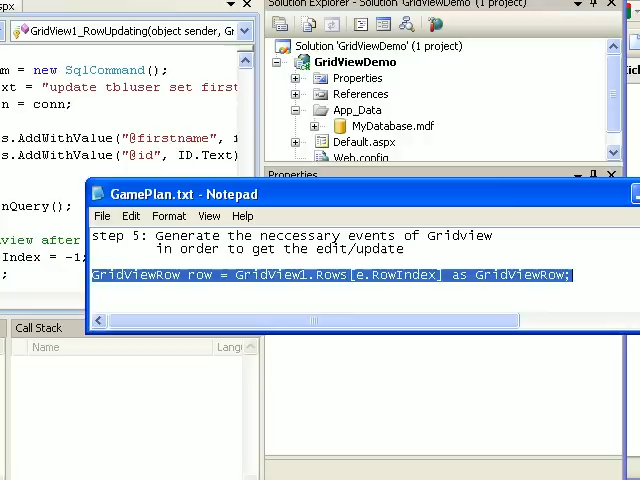 spx
Solution Explorer - GridViewDemo (1 project)
GridView1_RowUpdating(object sender, Gr
Solution 'GridViewDemo' (1 project)
GridViewDemo
Properties
References
App_Data
MyDatabase.mdf
Default.aspx
Web.config
m = new SqlCommand();
xt = "update tbluser set first
n = conn;
s.AddWithValue("@firstname", 
s.AddWithValue("@id", ID.Text)
nQuery();
view after
Index = -1;
;
Properties
GamePlan.txt - Notepad
File Edit Format View Help
step 5: Generate the neccessary events of Gridview
in order to get the edit/update
GridViewRow row = GridView1.Rows[e.RowIndex] as GridViewRow;
Call Stack
Name
Lang